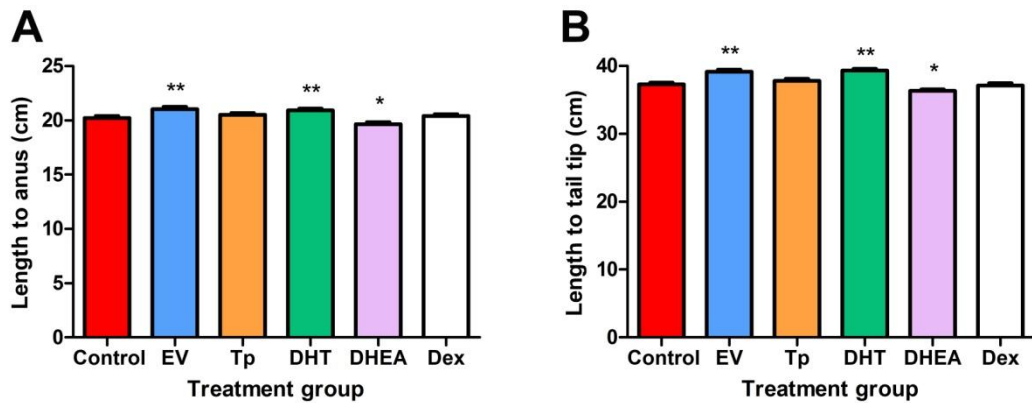 A
Length to anus (cm)
25
20
15
10
5
0
**
**
*
Control EV Tp DHT DHEA Dex
Treatment group
B
Length to tail tip (cm)
40
30
20
10
0
**
**
*
Control EV Tp DHT DHEA Dex
Treatment group